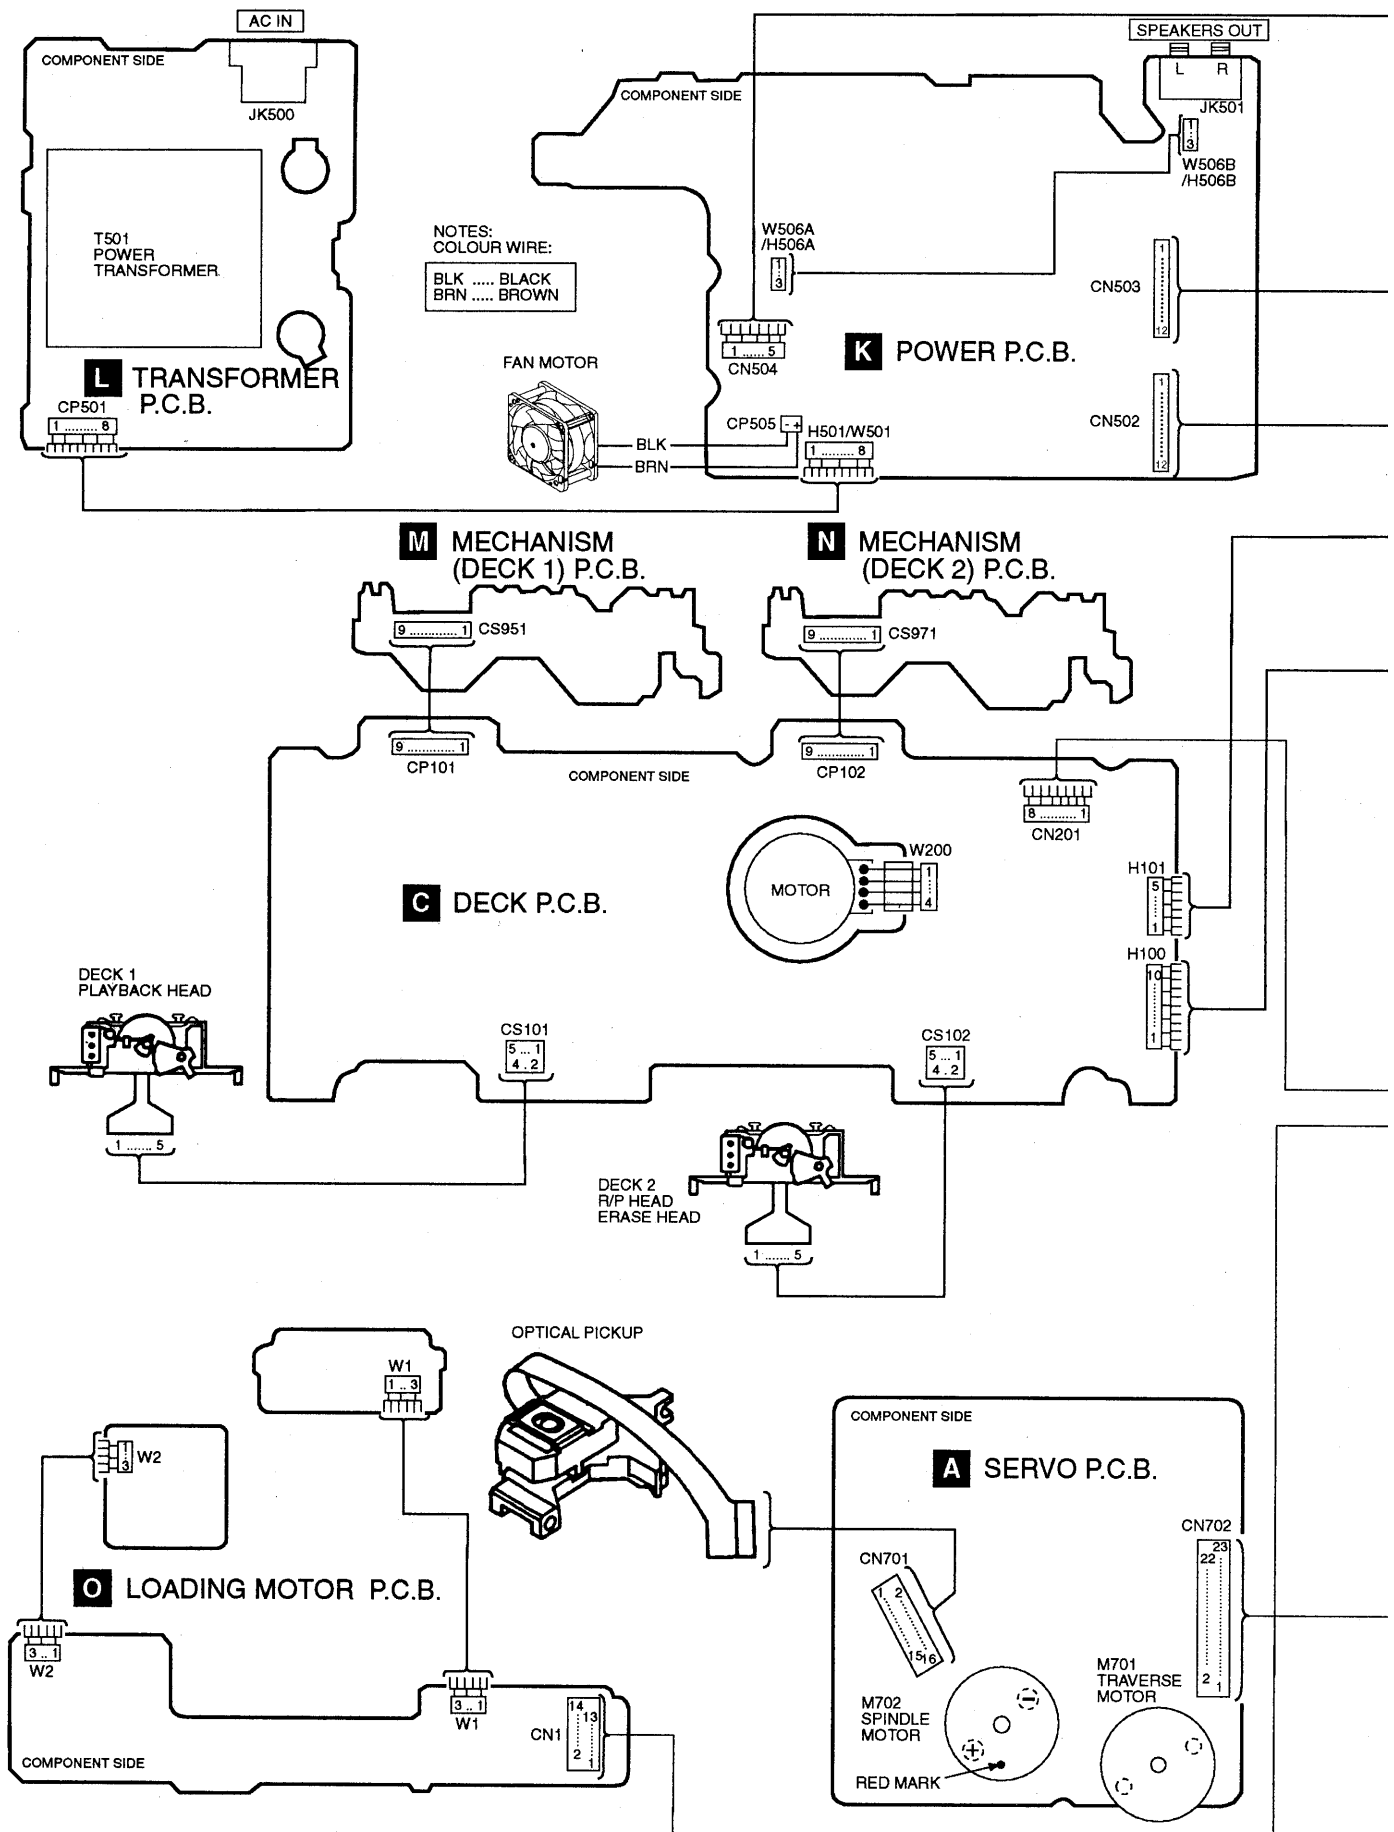 AC IN
COMPONENT SIDE
JK500
T501
POWER
TRANSFORMER
L TRANSFORMER
P.C.B.
CP501
1 ......... 8
NOTES:
COLOUR WIRE:
BLK ..... BLACK
BRN ..... BROWN
FAN MOTOR
BLK
BRN
SPEAKERS OUT
L R
JK501
COMPONENT SIDE
1
3
W506B
/H506B
W506A
/H506A
1
3
CN503
1
12
1 ...... 5
CN504
K POWER P.C.B.
CN502
1
12
CP505 - +
H501/W501
1 ......... 8
M MECHANISM
(DECK 1) P.C.B.
9 ............. 1 CS951
N MECHANISM
(DECK 2) P.C.B.
9 ............. 1 CS971
9 ............. 1
CP101
COMPONENT SIDE
9 ............. 1
CP102
8 .......... 1
CN201
MOTOR
W200
1
4
C DECK P.C.B.
H101
5
1
H100
10
1
DECK 1
PLAYBACK HEAD
1 ....... 5
CS101
5 ... 1
4 . 2
CS102
5 ... 1
4 . 2
DECK 2
R/P HEAD
ERASE HEAD
1 ....... 5
W1
1 .. 3
W2
1
3
OPTICAL PICKUP
O LOADING MOTOR P.C.B.
3 .. 1
W2
3 .. 1
W1
CN1
14
13
2
1
COMPONENT SIDE
COMPONENT SIDE
A SERVO P.C.B.
CN701
1 2
15 16
CN702
23
22
2
1
M702
SPINDLE
MOTOR
- 
+
RED MARK
M701
TRAVERSE
MOTOR